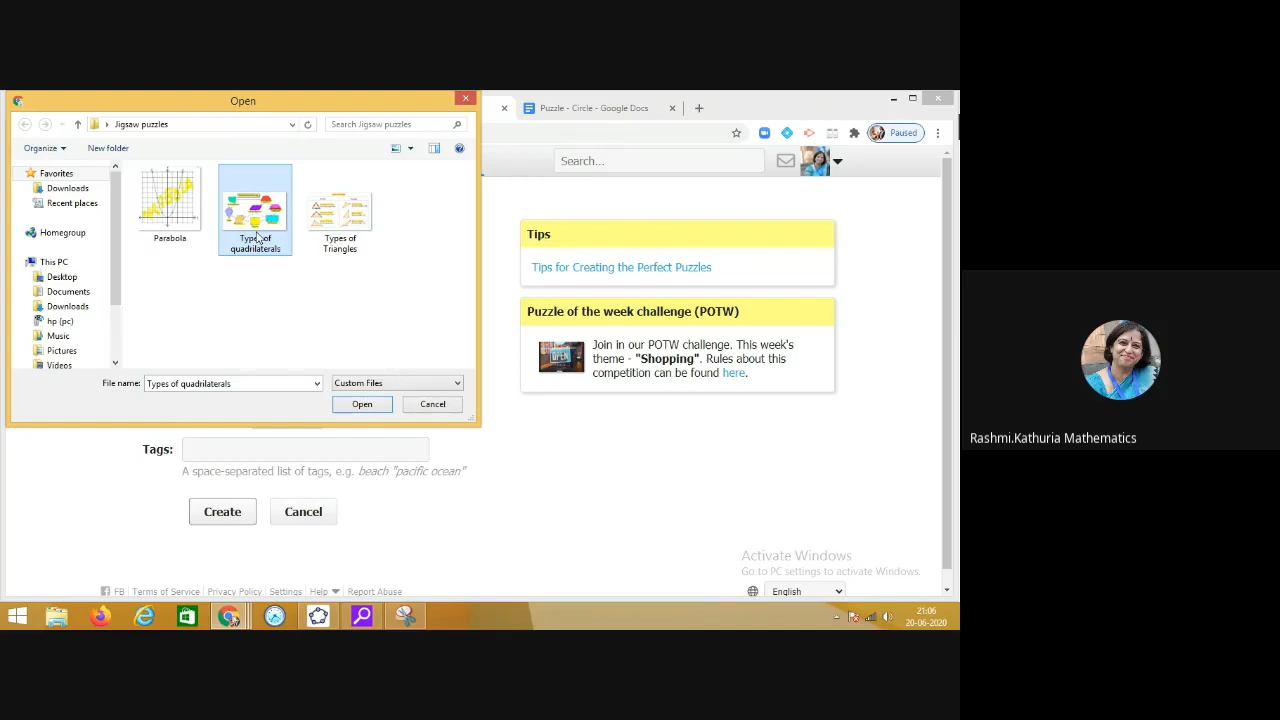 Open
Jigsaw puzzles
Search Jigsaw puzzles
Organize
New folder
Favorites
Downloads
Recent places
Homegroup
This PC
Desktop
Documents
Downloads
hp (pc)
Music
Pictures
Videos
Parabola
Types of
quadrilaterals
Types of
Triangles
File name:
Types of quadrilaterals
Custom Files
Open
Cancel
Puzzle - Circle - Google Docs
Paused
Search...
Tips
Tips for Creating the Perfect Puzzles
Puzzle of the week challenge (POTW)
Join in our POTW challenge. This week's
theme - "Shopping". Rules about this
competition can be found here.
Tags:
A space-separated list of tags, e.g. beach "pacific ocean"
Create
Cancel
Activate Windows
Go to PC settings to activate Windows.
FB
Terms of Service
Privacy Policy
Settings
Help
Report Abuse
English
21:06
20-06-2020
Rashmi.Kathuria Mathematics